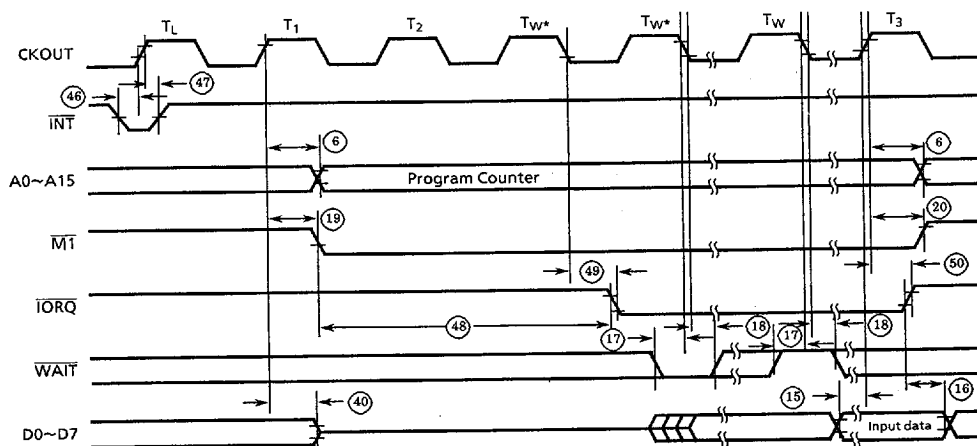 TL T1 T2 TW* TW* TW T3
CKOUT
46 47
INT
6 6
A0~A15 Program Counter
19 20
M1
49 50
IORQ
48 17 18 17 18
WAIT
40 15 16
D0~D7 Input data